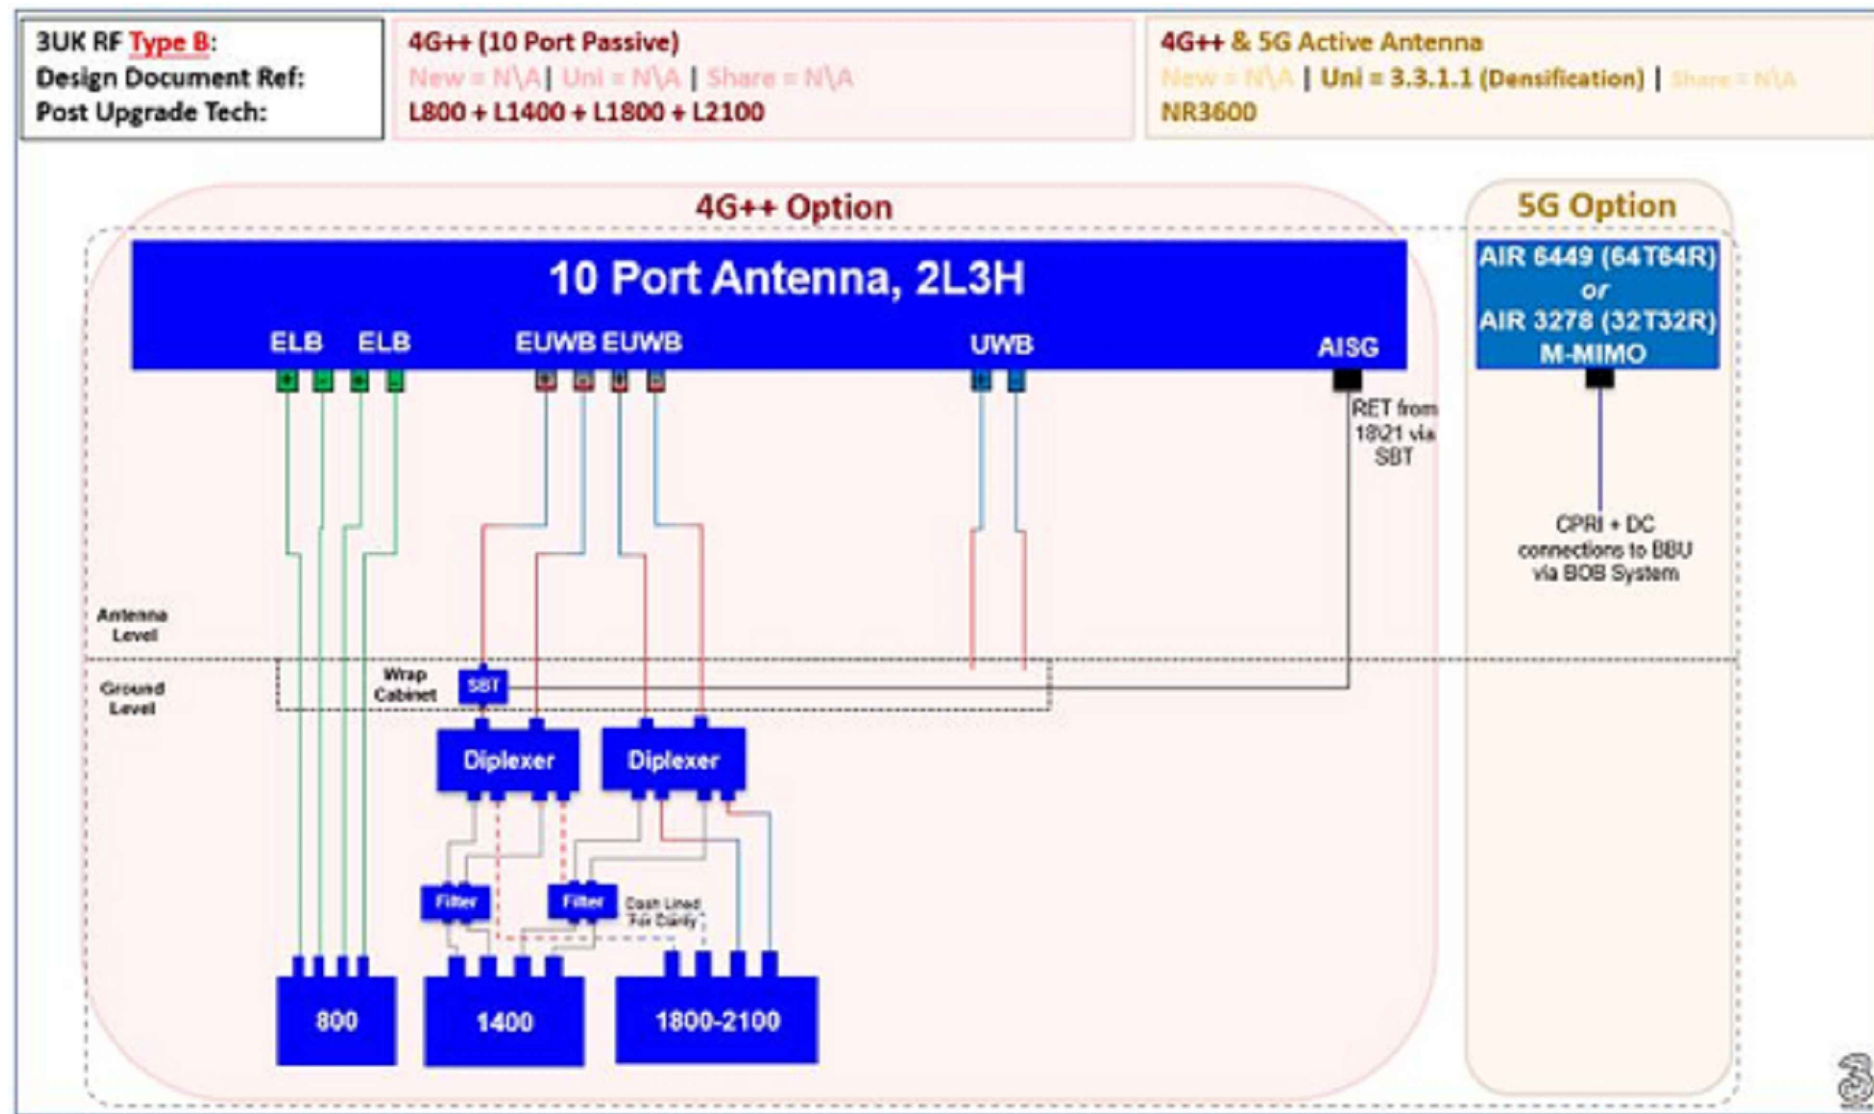 3UK RF Type B:
Design Document Ref:
Post Upgrade Tech:
4G++ (10 Port Passive)
New = N\A | Uni = N\A | Share = N\A
L800 + L1400 + L1800 + L2100
4G++ & 5G Active Antenna
New = N\A | Uni = 3.3.1.1 (Densification) | Share = N\A
NR3600
4G++ Option
5G Option
10 Port Antenna, 2L3H
ELB ELB EUWB EUWB UWB AISG
+ - + - + - + - + -
AIR 6449 (64T64R)
or
AIR 3278 (32T32R)
M-MIMO
RET from
18\21 via
SBT
CPRI + DC
connections to BBU
via BOB System
Antenna
Level
Ground
Level
Wrap
Cabinet
SBT
Diplexer Diplexer
Filter Filter
Dash Lined
For Clarity
800 1400 1800-2100
3